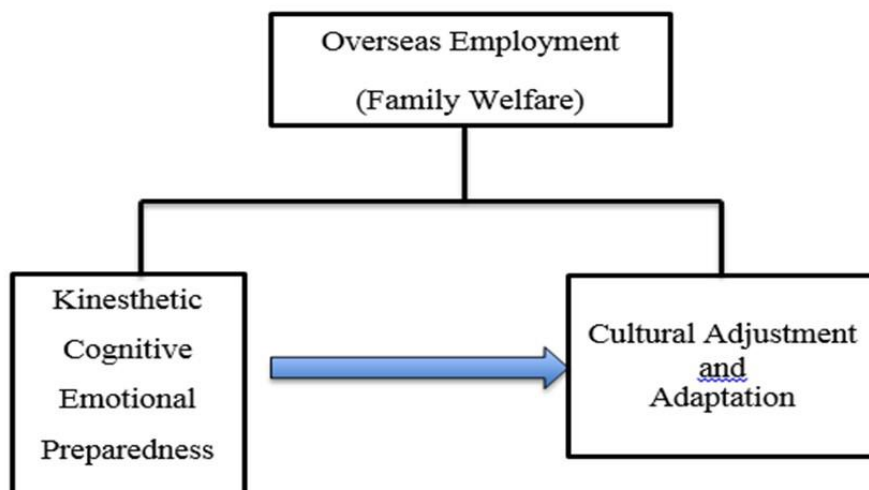 Overseas Employment
(Family Welfare)
Kinesthetic
Cognitive
Emotional
Preparedness
Cultural Adjustment
and
Adaptation